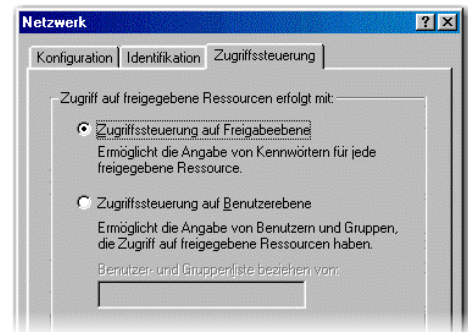 Netzwerk
Konfiguration Identifikation Zugriffssteuerung
Zugriff auf freigegebene Ressourcen erfolgt mit:
Zugriffssteuerung auf Freigabeebene
Ermöglicht die Angabe von Kennwörtern für jede
freigegebene Ressource.
Zugriffssteuerung auf Benutzerebene
Ermöglicht die Angabe von Benutzern und Gruppen,
die Zugriff auf freigegebene Ressourcen haben.
Benutzer- und Gruppenliste beziehen von: